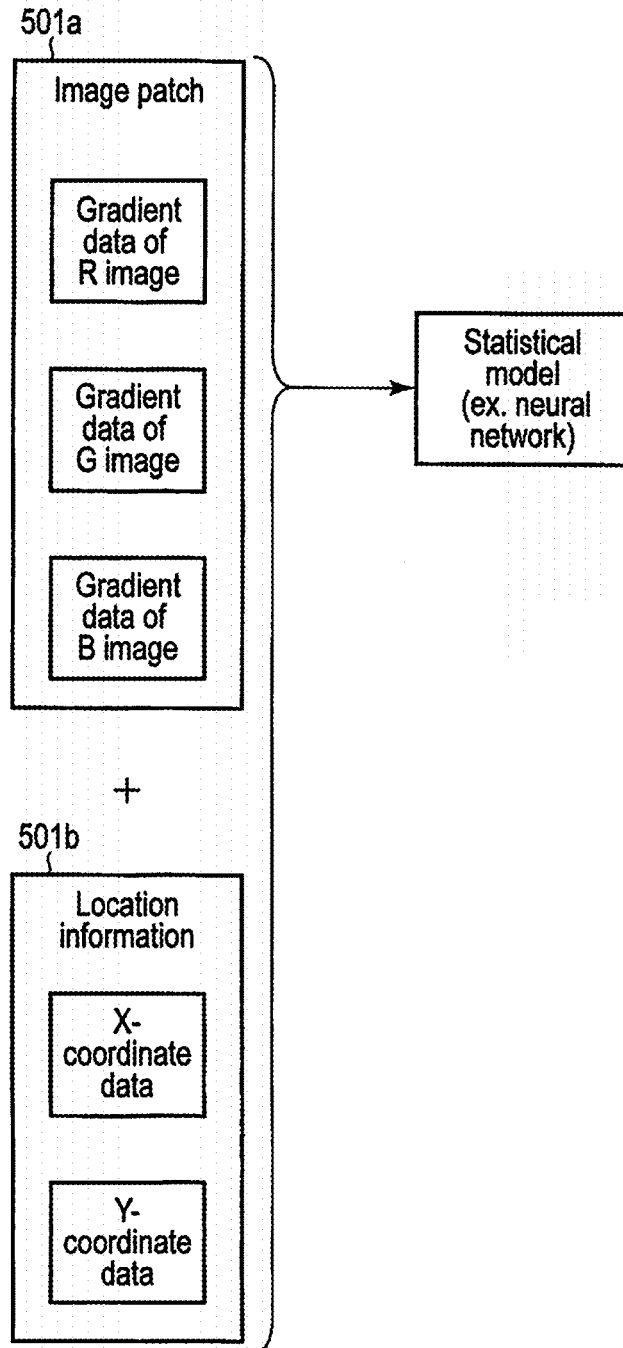 501a
Image patch
Gradient
data of
R image
Gradient
data of
G image
Gradient
data of
B image
Statistical
model
(ex. neural
network)
+
501b
Location
information
X-
coordinate
data
Y-
coordinate
data